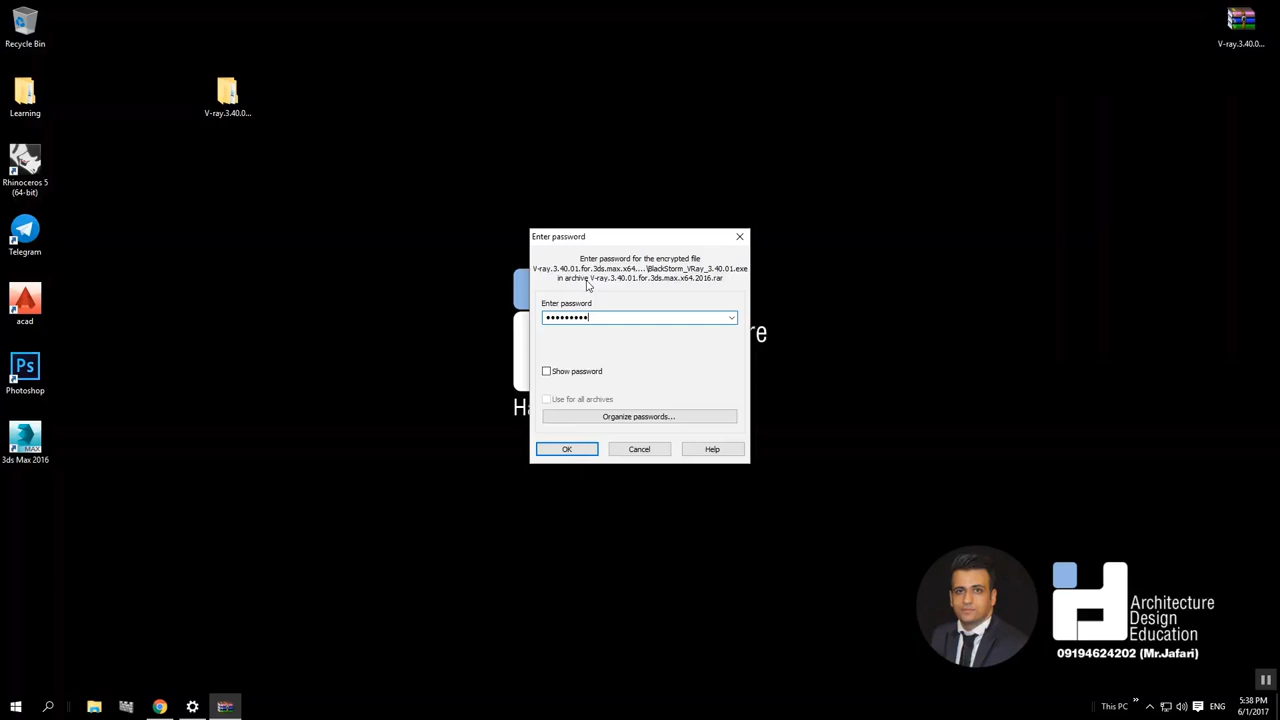 Recycle Bin
V-ray.3.40.0...
Learning
V-ray.3.40.0...
Rhinoceros 5
(64-bit)
Telegram
acad
Ps
Photoshop
MAX
3ds Max 2016
Enter password
Enter password for the encrypted file
V-ray.3.40.01.for.3ds.max.x64....\BlackStorm_VRay_3.40.01.exe
in archive V-ray.3.40.01.for.3ds.max.x64.2016.rar
Enter password
•••••••••
Show password
Use for all archives
Organize passwords...
OK
Cancel
Help
re
Ha
Architecture
Design
Education
09194624202 (Mr.Jafari)
This PC
ENG
5:38 PM
6/1/2017